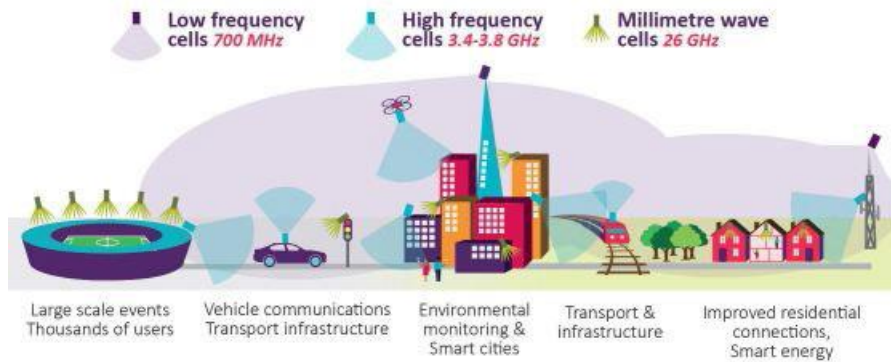 Low frequency
cells 700 MHz
High frequency
cells 3.4-3.8 GHz
Millimetre wave
cells 26 GHz
Large scale events
Thousands of users
Vehicle communications
Transport infrastructure
Environmental
monitoring &
Smart cities
Transport &
infrastructure
Improved residential
connections,
Smart energy